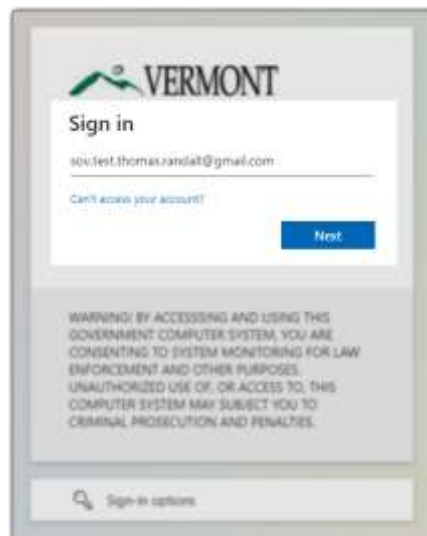 VERMONT
Sign in
sov.test.thomas.randall@gmail.com
Can't access your account?
Next
WARNING! BY ACCESSSING AND USING THIS
GOVERNMENT COMPUTER SYSTEM, YOU ARE
CONSENTING TO SYSTEM MONITORING FOR LAW
ENFORCEMENT AND OTHER PURPOSES.
UNAUTHORIZED USE OF, OR ACCESS TO, THIS
COMPUTER SYSTEM MAY SUBJECT YOU TO
CRIMINAL PROSECUTION AND PENALTIES.
Sign-in options